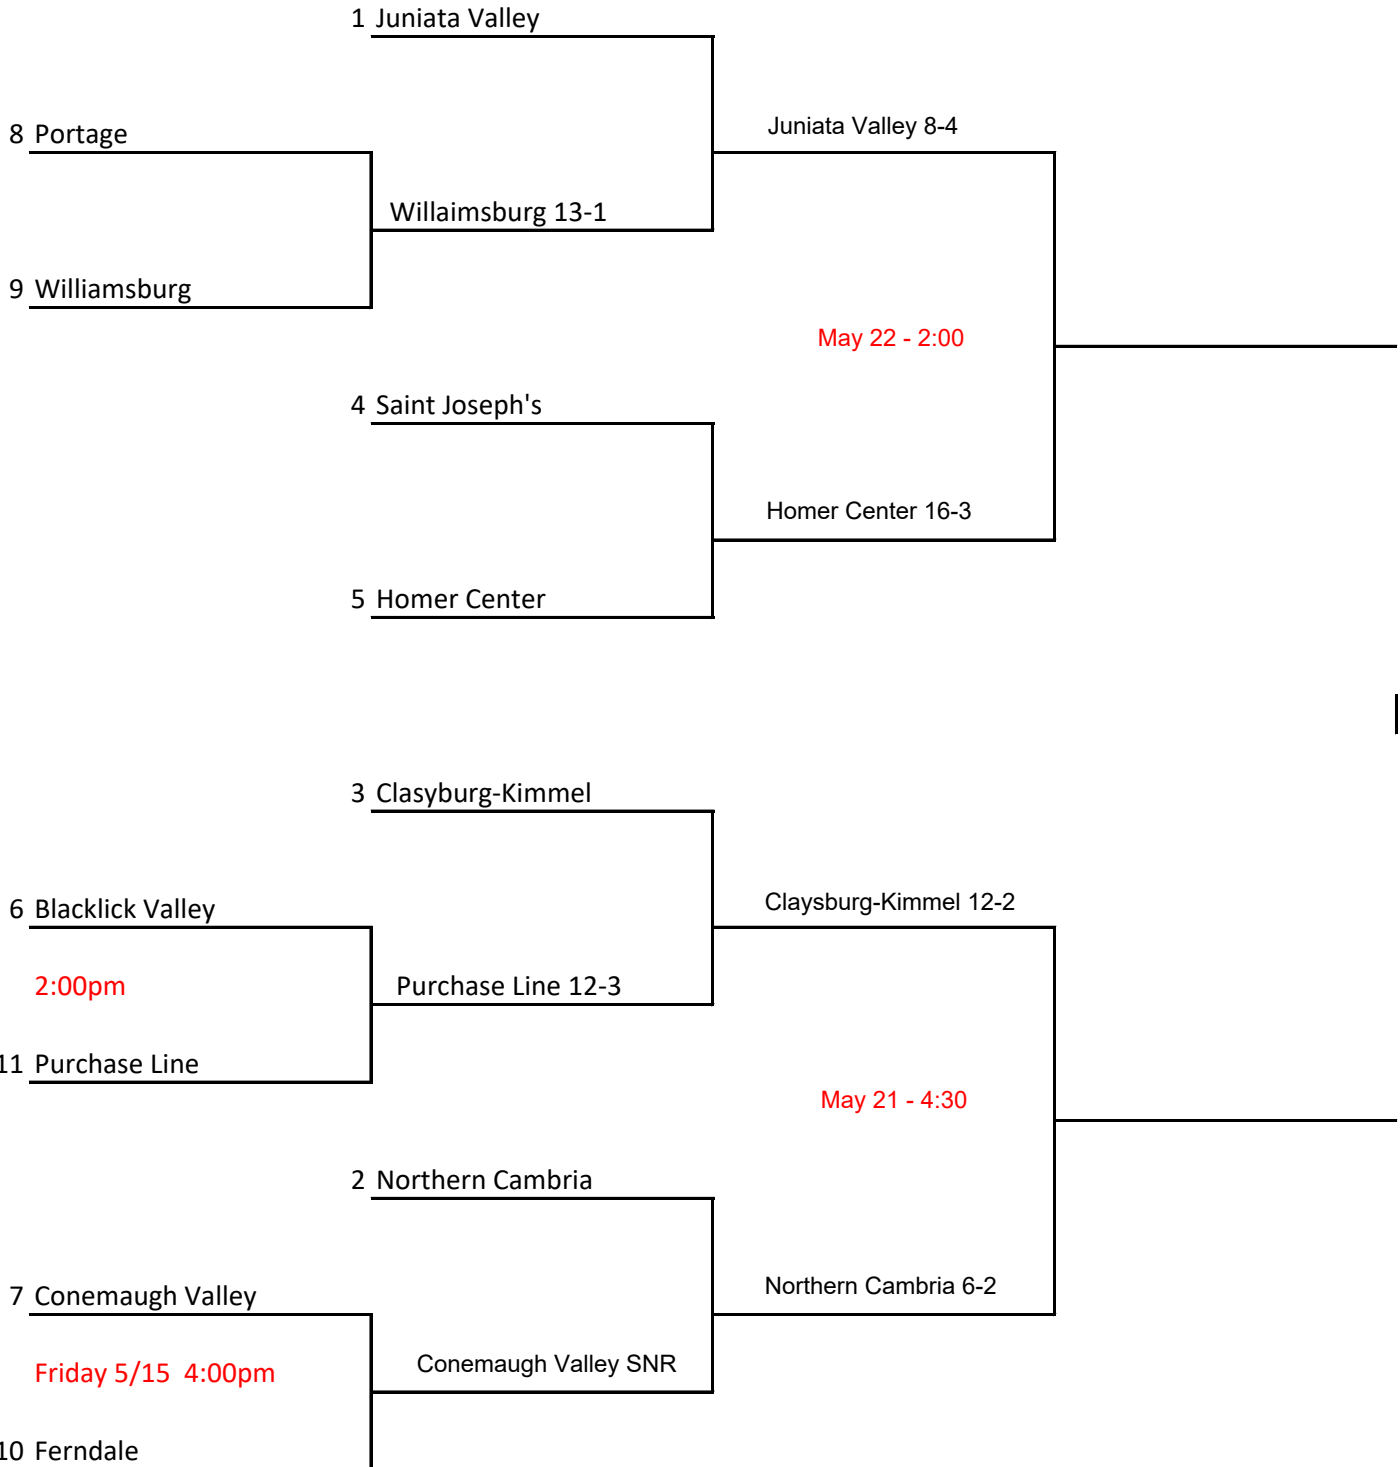 1 Juniata Valley
Juniata Valley 8-4
8 Portage
Willaimsburg 13-1
9 Williamsburg
May 22 - 2:00
4 Saint Joseph's
Homer Center 16-3
5 Homer Center
3 Clasyburg-Kimmel
Claysburg-Kimmel 12-2
6 Blacklick Valley
2:00pm
Purchase Line 12-3
11 Purchase Line
May 21 - 4:30
2 Northern Cambria
Northern Cambria 6-2
7 Conemaugh Valley
Conemaugh Valley SNR
Friday 5/15 4:00pm
10 Ferndale